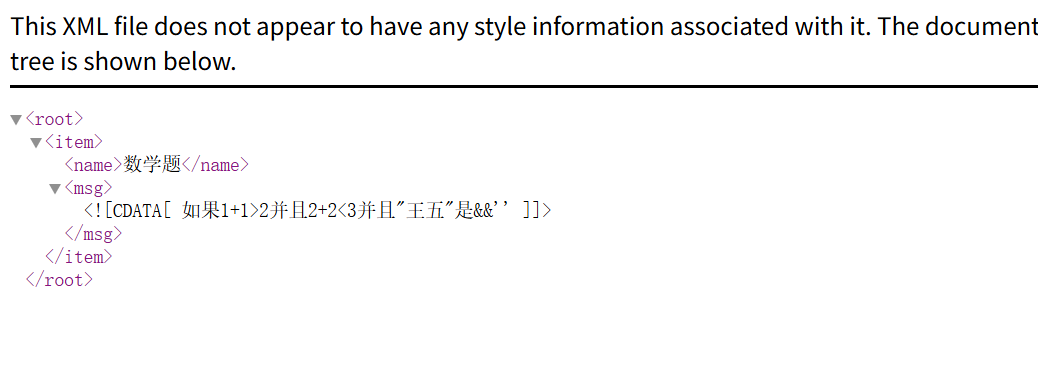 This XML file does not appear to have any style information associated with it. The document
tree is shown below.
<root>
<item>
<name>数学题</name>
<msg>
<![CDATA[ 如果1+1>2并且2+2<3并且"王五"是&&'' ]]>
</msg>
</item>
</root>